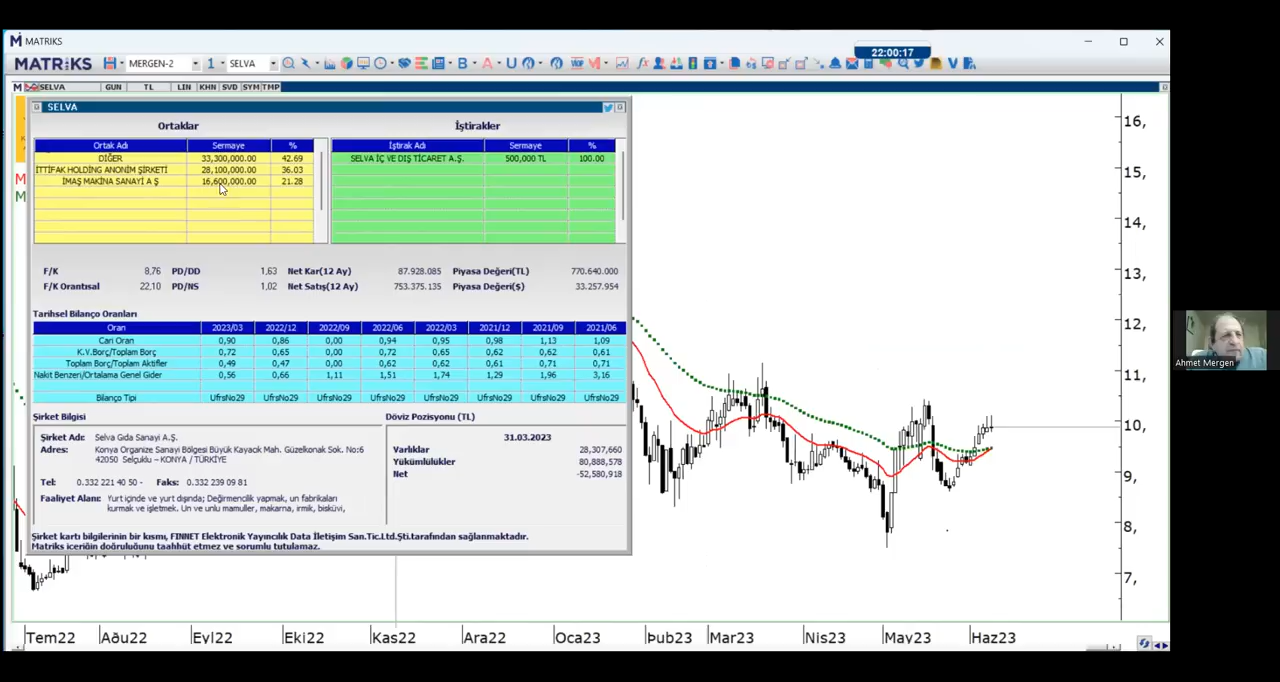 MATRIKS
22:00:17
MATRIKS MERGEN-2 1 SELVA
SELVA GUN TL LIN KHN SVD SYM TMP
SELVA
Ortaklar
Ortak Adı Sermaye %
DİĞER 33,300,000.00 42.69
İTTİFAK HOLDİNG ANONİM ŞİRKETİ 28,100,000.00 36.03
İMAŞ MAKİNA SANAYİ A Ş 16,600,000.00 21.28
İştirakler
İştirak Adı Sermaye %
SELVA İÇ VE DIŞ TİCARET A.Ş. 500,000 TL 100.00
F/K 8,76 PD/DD 1,63 Net Kar(12 Ay) 87.928.085 Piyasa Değeri(TL) 770.640.000
F/K Orantısal 22,10 PD/NS 1,02 Net Satış(12 Ay) 753.375.135 Piyasa Değeri($) 33.257.954
Tarihsel Bilanço Oranları
Oran 2023/03 2022/12 2022/09 2022/06 2022/03 2021/12 2021/09 2021/06
Cari Oran 0,90 0,86 0,00 0,94 0,95 0,98 1,13 1,09
K.V.Borç/Toplam Borç 0,72 0,65 0,00 0,72 0,65 0,62 0,62 0,61
Toplam Borç/Toplam Aktifler 0,49 0,47 0,00 0,62 0,62 0,61 0,71 0,71
Nakit Benzeri/Ortalama Genel Gider 0,56 0,66 1,11 1,51 1,74 1,29 1,96 3,16
Bilanço Tipi UfrsNo29 UfrsNo29 UfrsNo29 UfrsNo29 UfrsNo29 UfrsNo29 UfrsNo29 UfrsNo29
Şirket Bilgisi
Şirket Adı: Selva Gıda Sanayi A.Ş.
Adres: Konya Organize Sanayi Bölgesi Büyük Kayacık Mah. Güzelkonak Sok. No:6
42050 Selçuklu – KONYA / TÜRKİYE
Tel: 0.332 221 40 50 - Faks: 0.332 239 09 81
Faaliyet Alanı: Yurt içinde ve yurt dışında; Değirmencilik yapmak, un fabrikaları
kurmak ve işletmek. Un ve unlu mamuller, makarna, irmik, bisküvi,
Döviz Pozisyonu (TL)
31.03.2023
Varlıklar 28,307,660
Yükümlülükler 80,888,578
Net -52,580,918
Şirket kartı bilgilerinin bir kısmı, FINNET Elektronik Yayıncılık Data İletişim San.Tic.Ltd.Şti.tarafından sağlanmaktadır.
Matriks içeriğin doğruluğunu taahhüt etmez ve sorumlu tutulamaz.
16,
15,
14,
13,
12,
11,
10,
9,
8,
7,
Tem22 Aðu22 Eyl22 Eki22 Kas22 Ara22 Oca23 Þub23 Mar23 Nis23 May23 Haz23
Ahmet Mergen